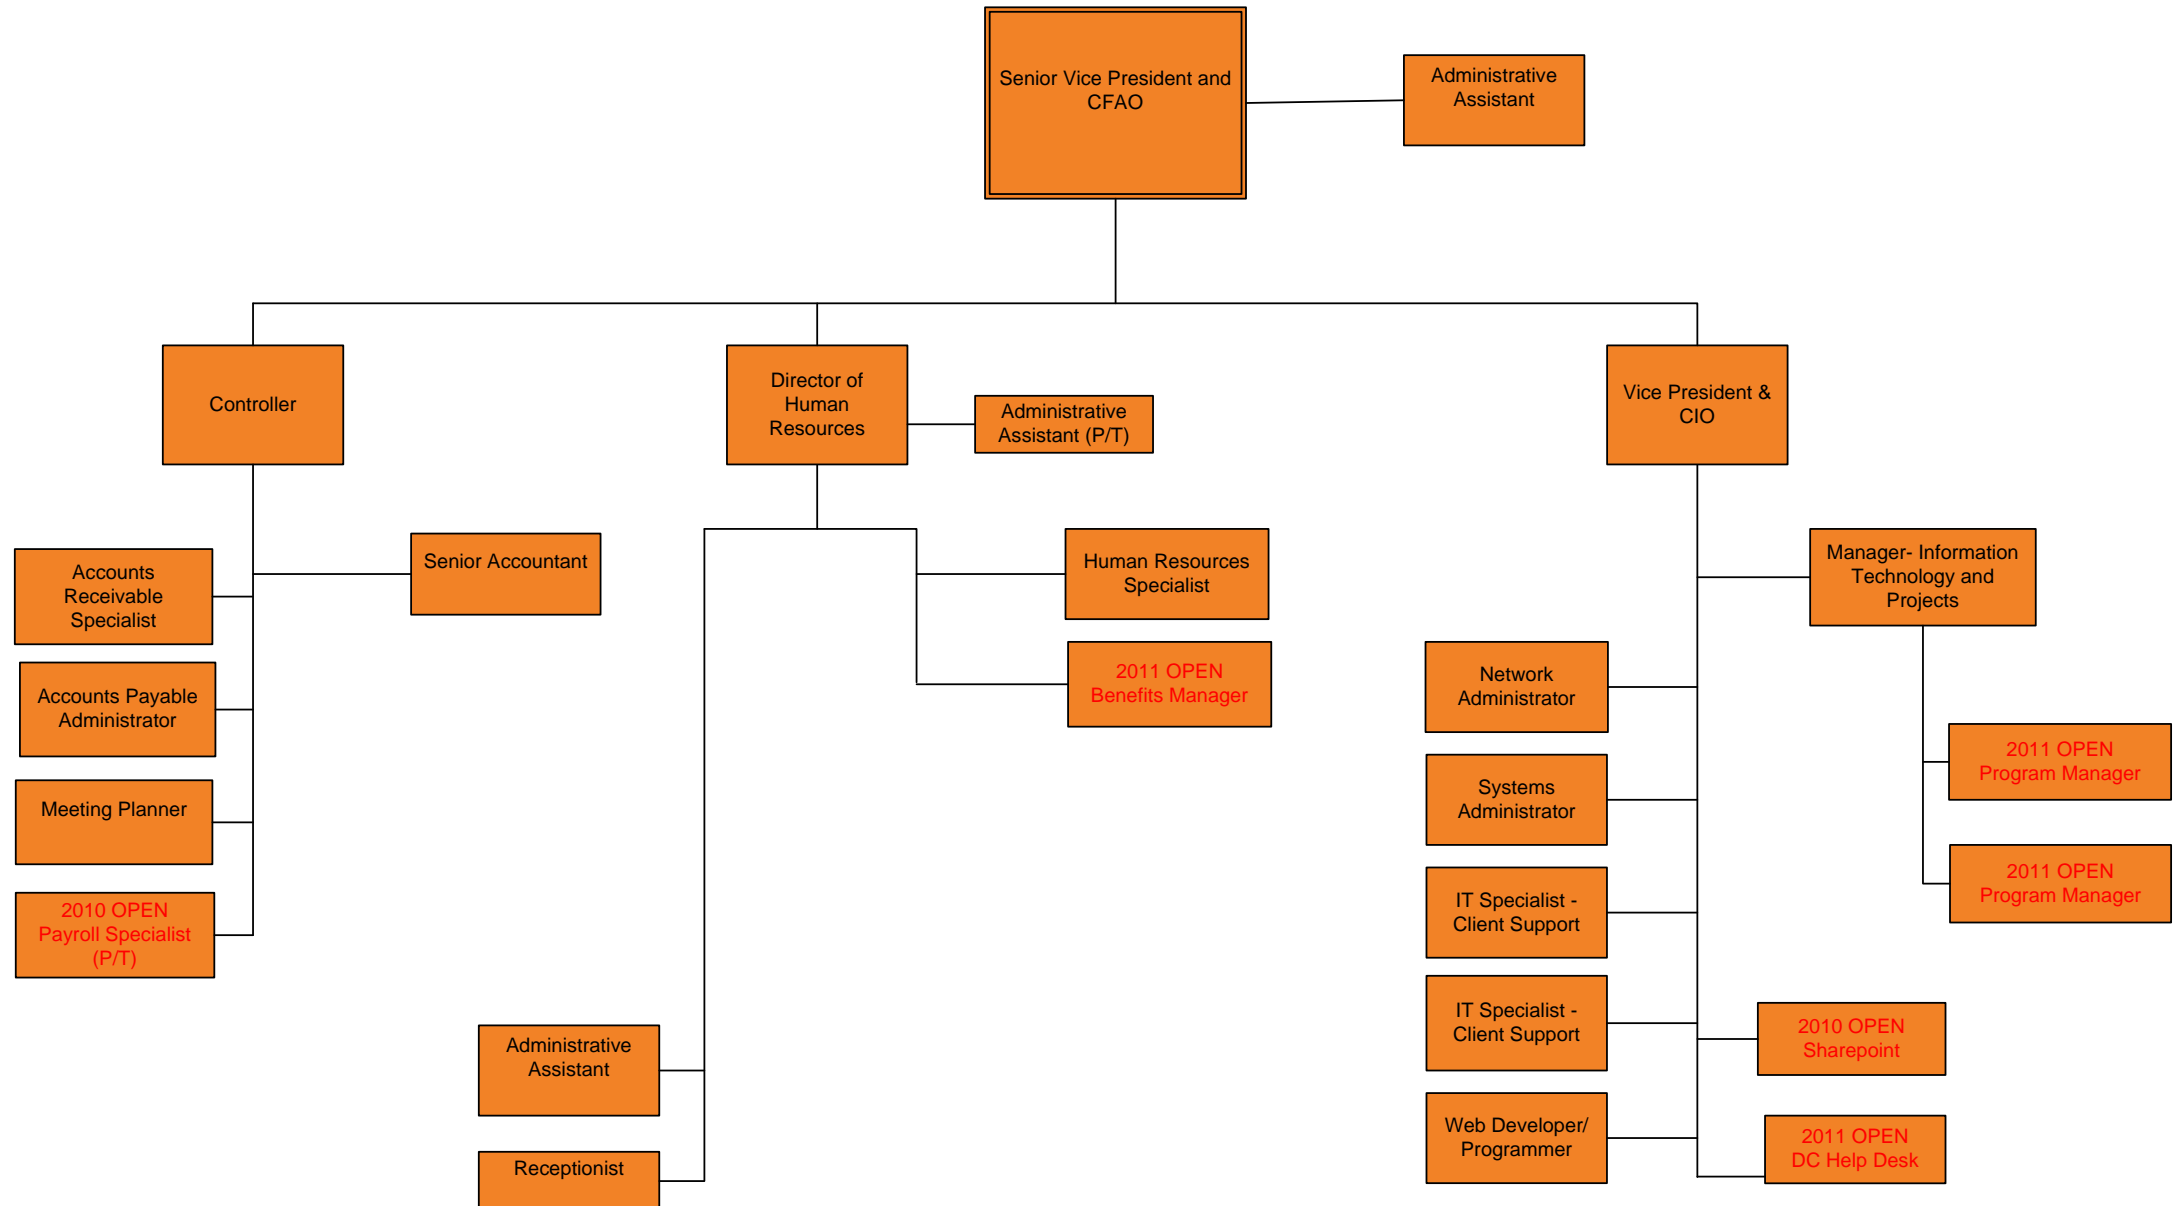 Senior Vice President and
CFAO
Administrative
Assistant
Controller
Director of
Human
Resources
Administrative
Assistant (P/T)
Vice President &
CIO
Accounts
Receivable
Specialist
Senior Accountant
Accounts Payable
Administrator
Meeting Planner
2010 OPEN
Payroll Specialist
(P/T)
Human Resources
Specialist
2011 OPEN
Benefits Manager
Administrative
Assistant
Receptionist
Manager- Information
Technology and
Projects
Network
Administrator
2011 OPEN
Program Manager
Systems
Administrator
2011 OPEN
Program Manager
IT Specialist -
Client Support
IT Specialist -
Client Support
2010 OPEN
Sharepoint
Web Developer/
Programmer
2011 OPEN
DC Help Desk